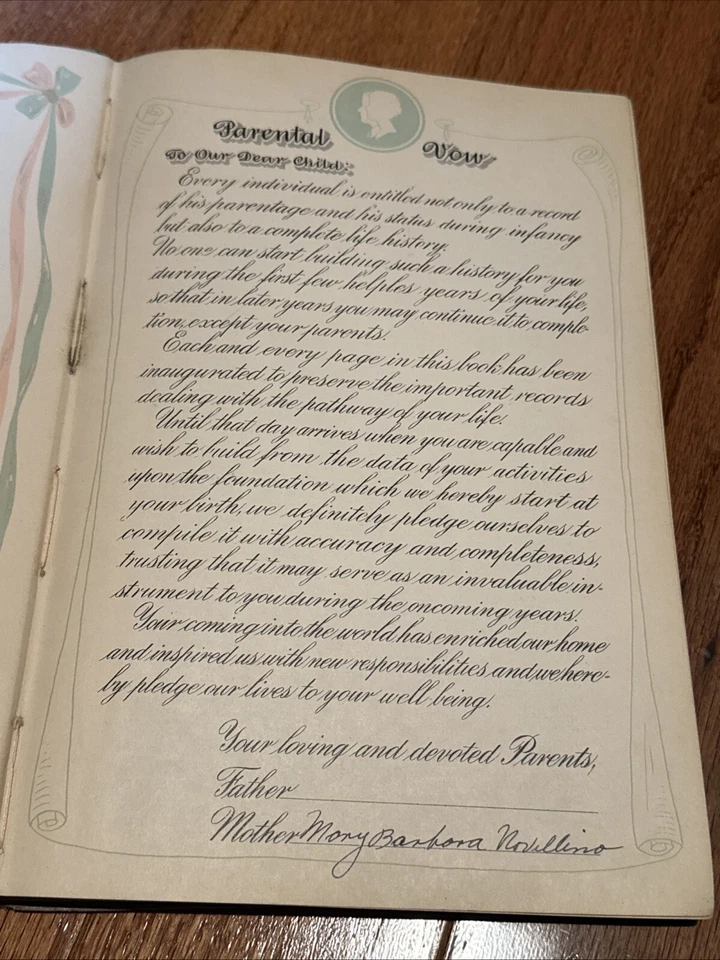 Parental Vow
To Our Dear Child:
Every individual is entitled not only to a record
of his parentage and his status during infancy
but also to a complete life history.
No one can start building such a history for you
during the first few helples years of your life,
so that in later years you may continue it to comple-
tion, except your parents.
Each and every page in this book has been
inaugurated to preserve the important records
dealing with the pathway of your life.
Until that day arrives when you are capable and
wish to build from the data of your activities
upon the foundation which we hereby start at
your birth, we definitely pledge ourselves to
compile it with accuracy and completeness,
trusting that it may serve as an invaluable in-
strument to you during the oncoming years.
Your coming into the world has enriched our home
and inspired us with new responsibilities and we here-
by pledge our lives to your well being.
Your loving and devoted Parents,
Father
Mother Mary Barbara Novellino